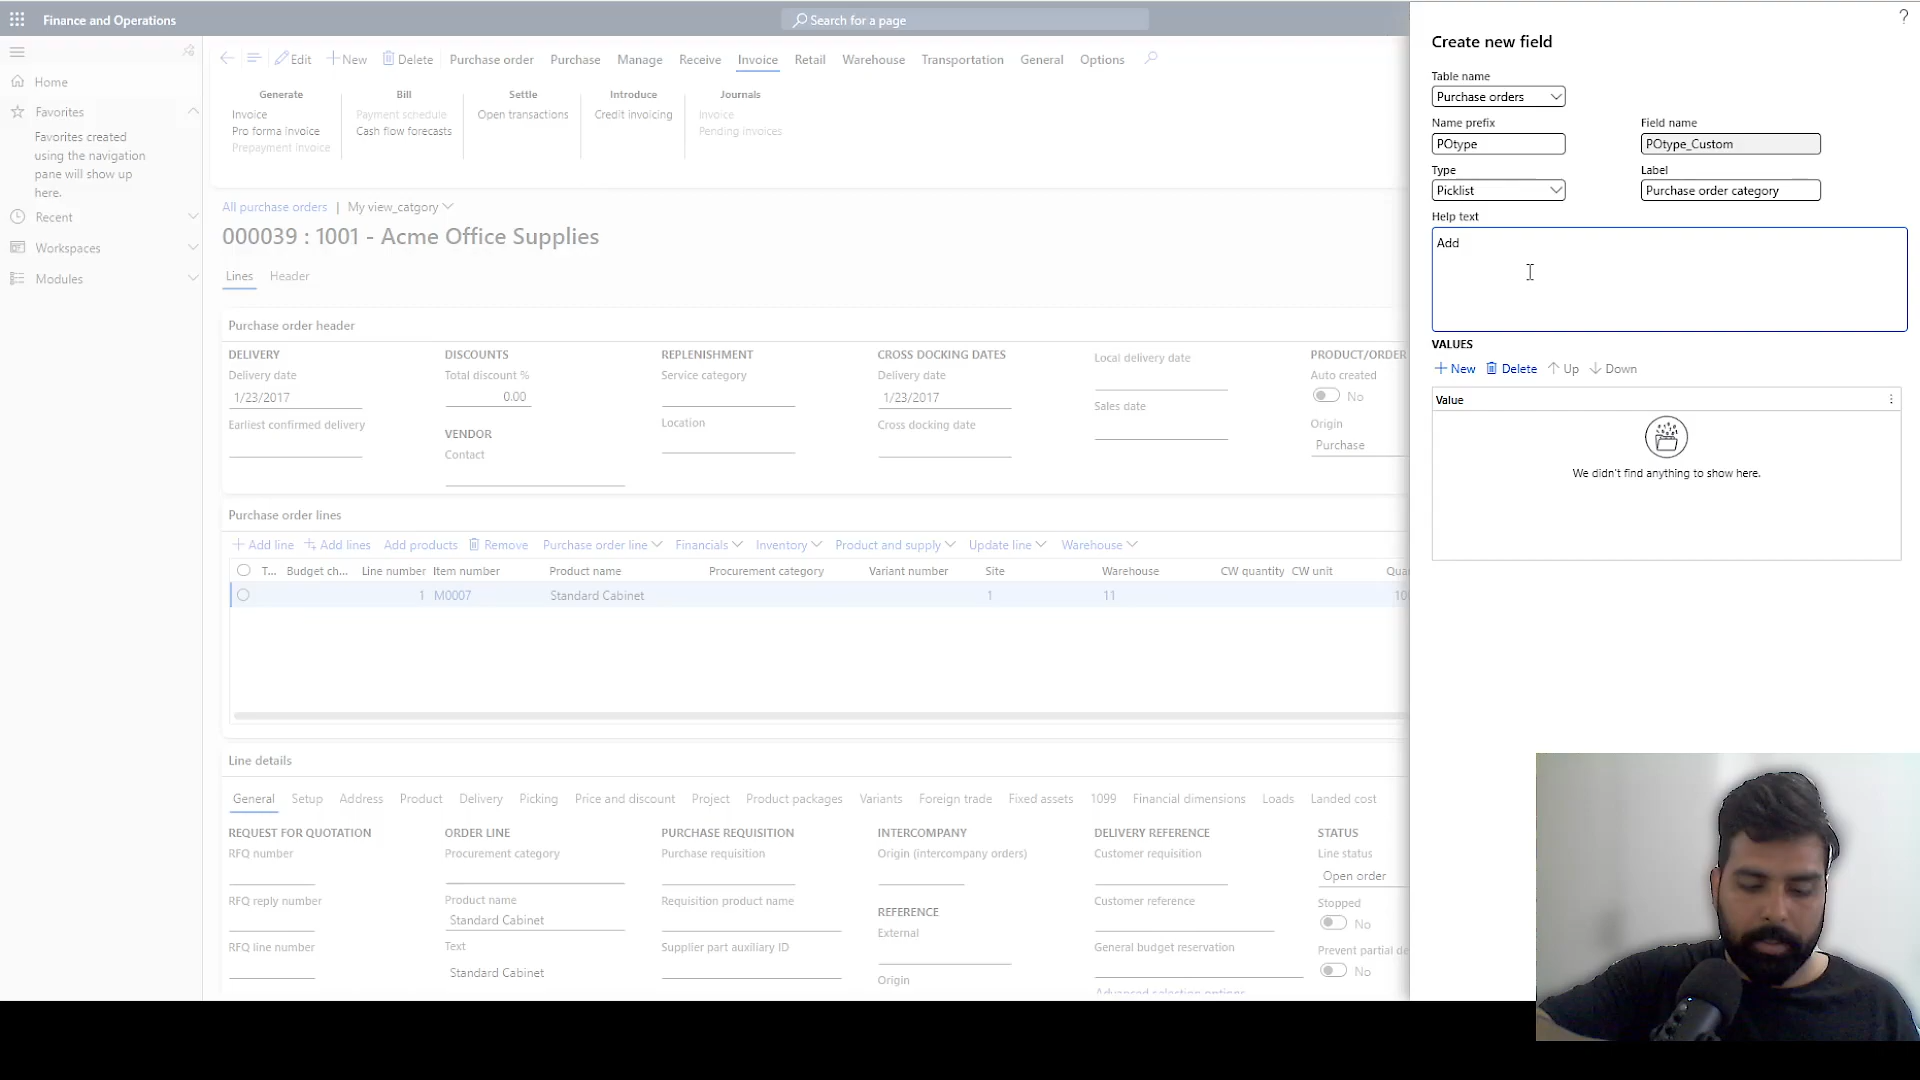 Finance and Operations
Search for a page
?
Home
Favorites
Favorites created
using the navigation
pane will show up
here.
Recent
Workspaces
Modules
Edit New Delete Purchase order Purchase Manage Receive Invoice Retail Warehouse Transportation General Options
Generate Bill Settle Introduce Journals
Invoice Payment schedule Open transactions Credit invoicing Invoice
Pro forma invoice Cash flow forecasts Pending invoices
Prepayment invoice
All purchase orders | My view_catgory
000039 : 1001 - Acme Office Supplies
Lines Header
Purchase order header
DELIVERY DISCOUNTS REPLENISHMENT CROSS DOCKING DATES Local delivery date PRODUCT/ORDER
Delivery date Total discount % Service category Delivery date Auto created
1/23/2017 0.00 1/23/2017 No
Earliest confirmed delivery VENDOR Location Cross docking date Sales date Origin
Contact Purchase
Purchase order lines
Add line Add lines Add products Remove Purchase order line Financials Inventory Product and supply Update line Warehouse
T... Budget ch... Line number Item number Product name Procurement category Variant number Site Warehouse CW quantity CW unit Qua
1 M0007 Standard Cabinet 1 11 10
Line details
General Setup Address Product Delivery Picking Price and discount Project Product packages Variants Foreign trade Fixed assets 1099 Financial dimensions Loads Landed cost
REQUEST FOR QUOTATION ORDER LINE PURCHASE REQUISITION INTERCOMPANY DELIVERY REFERENCE STATUS
RFQ number Procurement category Purchase requisition Origin (intercompany orders) Customer requisition Line status
Open order
RFQ reply number Product name Requisition product name REFERENCE Customer reference Stopped
Standard Cabinet External No
RFQ line number Text Supplier part auxiliary ID General budget reservation Prevent partial de
Standard Cabinet Origin No
Advanced selection options
Create new field
Table name
Purchase orders
Name prefix Field name
POtype POtype_Custom
Type Label
Picklist Purchase order category
Help text
Add
VALUES
New Delete Up Down
Value
We didn't find anything to show here.